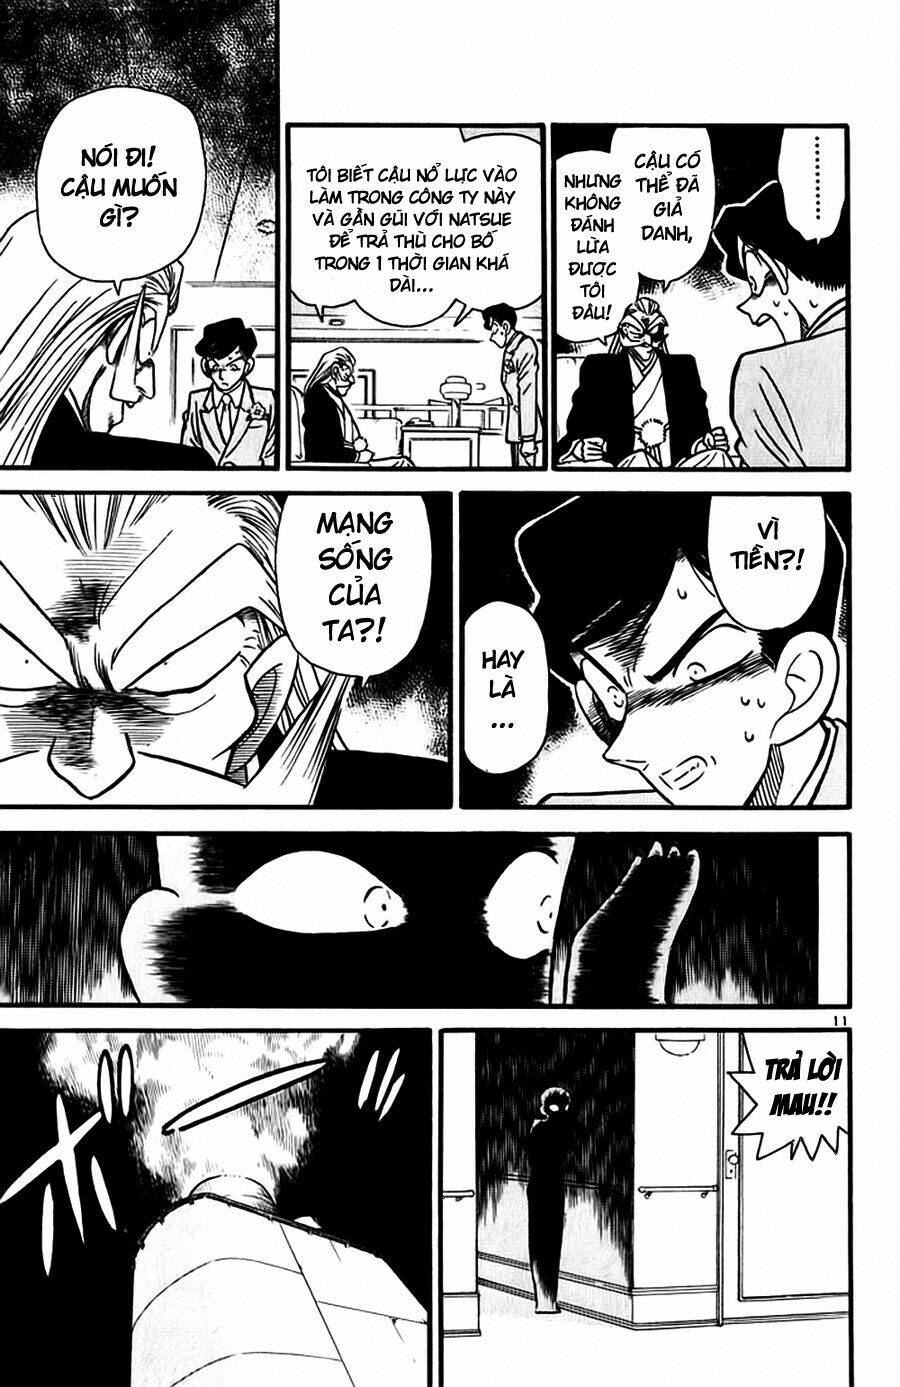 .........
CẬU CÓ
THỂ ĐÃ
GIẢ
DANH,
NHƯNG
KHÔNG
ĐÁNH
LỪA
ĐƯỢC
TÔI
ĐÂU!
TÔI BIẾT CẬU NỔ LỰC VÀO
LÀM TRONG CÔNG TY NÀY
VÀ GẦN GŨI VỚI NATSUE
ĐỂ TRẢ THÙ CHO BỐ
TRONG 1 THỜI GIAN KHÁ
DÀI...
NÓI ĐI!
CẬU MUỐN
GÌ?
VÌ
TIỀN?!
HAY
LÀ
...
MẠNG
SỐNG
CỦA
TA?!
11
TRẢ LỜI
MAU!!